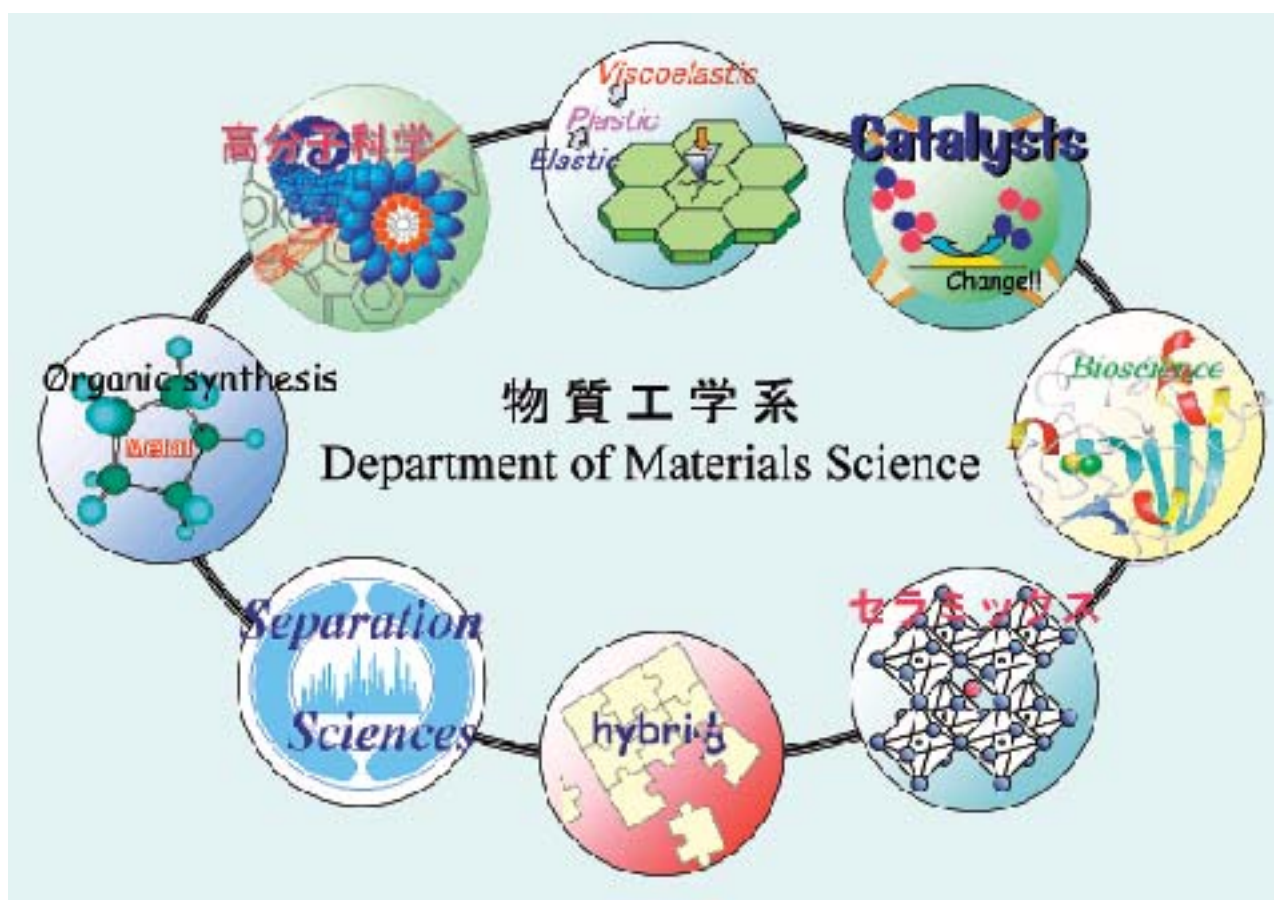 Viscoelastic
Plastic
Elastic
高分子科学
Catalysts
Change!!
Organic synthesis
Metal
Bioscience
物質工学系
Department of Materials Science
Separation
Sciences
hybrid
セラミックス